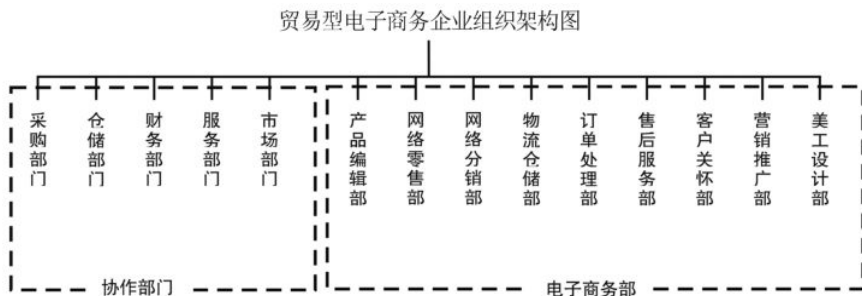 贸易型电子商务企业组织架构图
采购部门
仓储部门
财务部门
服务部门
市场部门
产品编辑部
网络零售部
网络分销部
物流仓储部
订单处理部
售后服务部
客户关怀部
营销推广部
美工设计部
协作部门
电子商务部